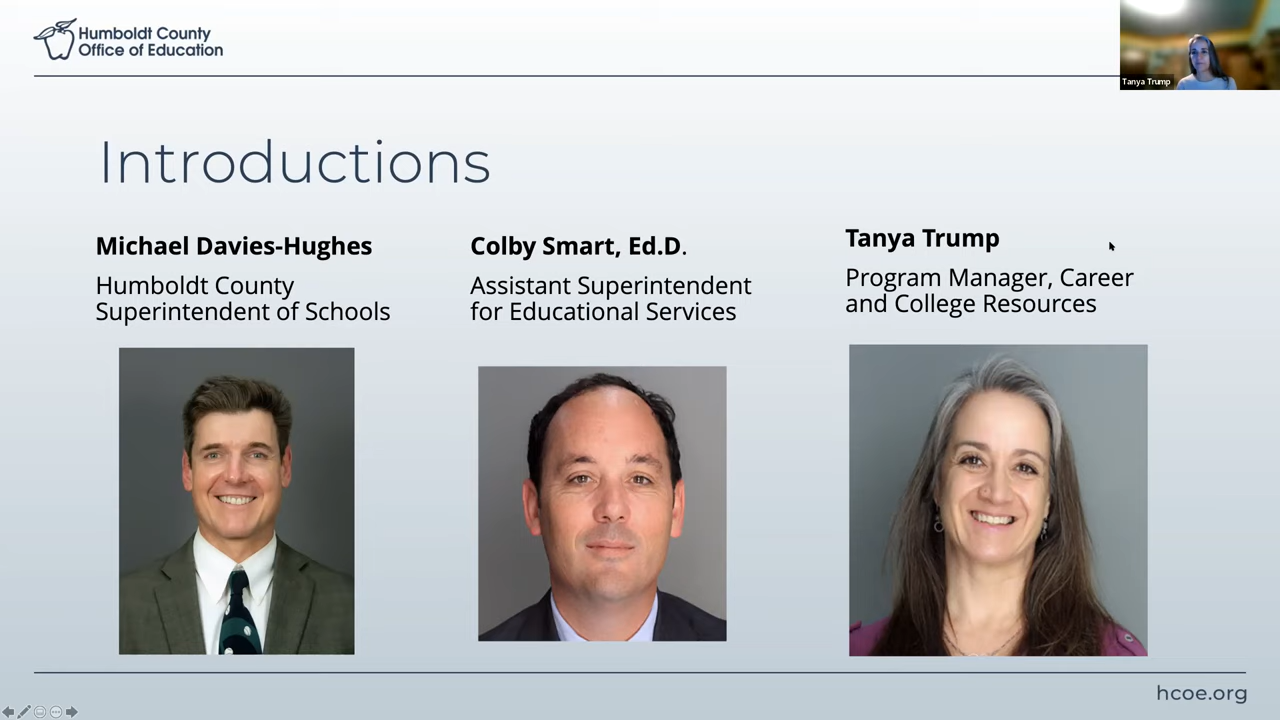 Humboldt County
Office of Education
Tanya Trump
Introductions
Michael Davies-Hughes
Humboldt County
Superintendent of Schools
Colby Smart, Ed.D.
Assistant Superintendent
for Educational Services
Tanya Trump
Program Manager, Career
and College Resources
hcoe.org